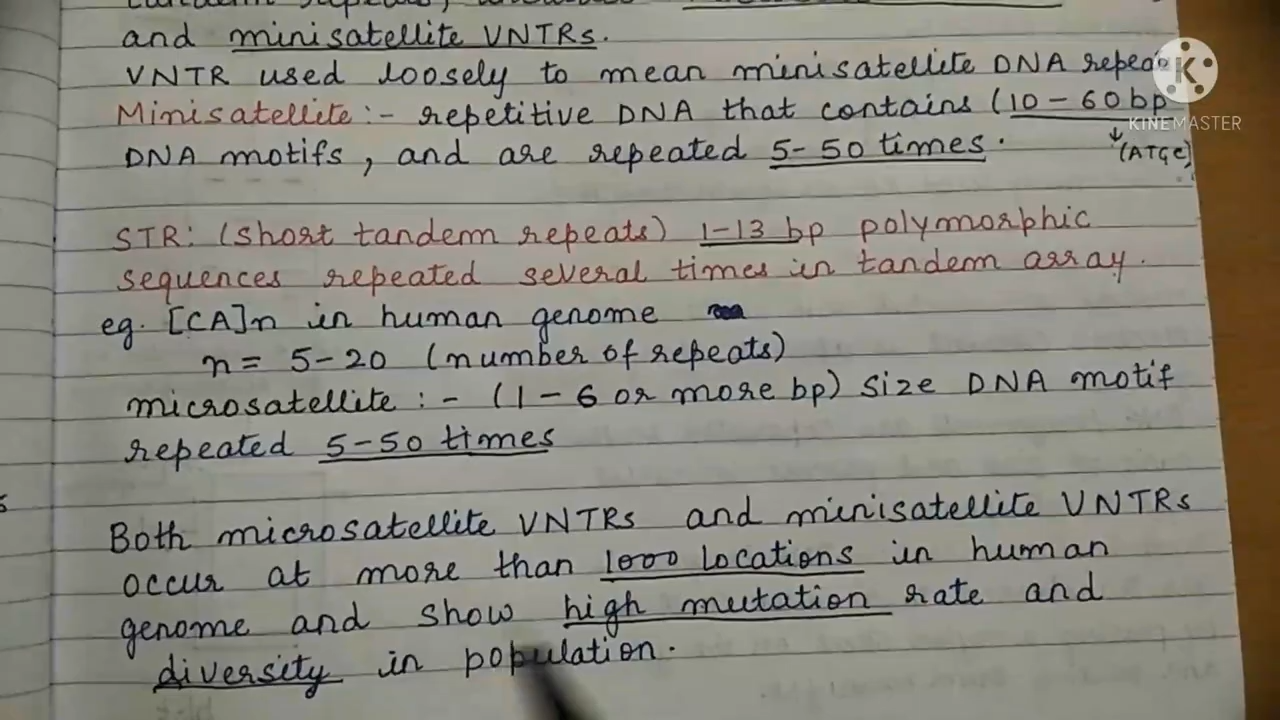 tandem repeats,
and minisatellite VNTRs.
VNTR used loosely to mean minisatellite DNA
Minisatellite :- repetitive DNA that contains (10 - 60 bp
DNA motifs, and are repeated 5-50 times.
(ATGC)
STR: (short tandem repeats) 1-13 bp polymorphic
sequences repeated several times in tandem array.
eg. [CA]n in human genome
n = 5-20 (number of repeats)
microsatellite : - (1 - 6 or more bp) size DNA motif
repeated 5-50 times
Both microsatellite VNTRs and minisatellite VNTRs
occur at more than 1000 locations in human
genome and show high mutation rate and
diversity in population.
K
KINEMASTER